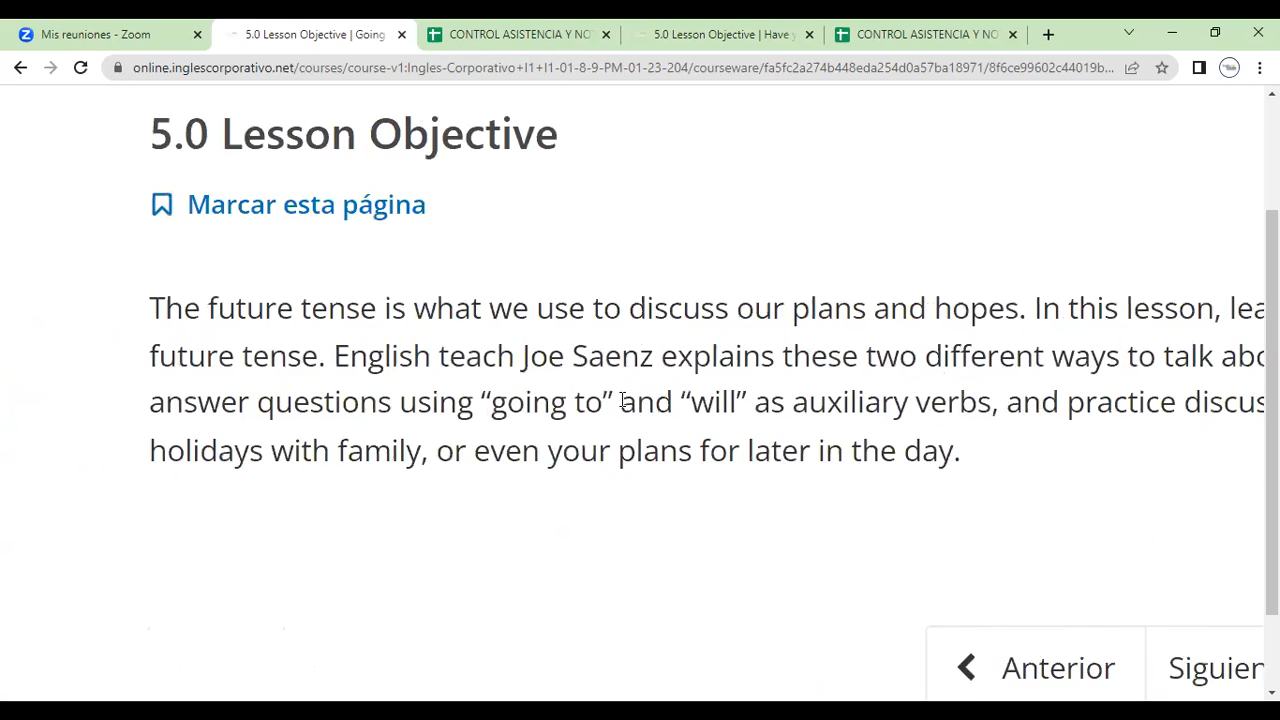 Mis reuniones - Zoom
5.0 Lesson Objective | Going
CONTROL ASISTENCIA Y NO
5.0 Lesson Objective | Have y
CONTROL ASISTENCIA Y NO
online.inglescorporativo.net/courses/course-v1:Ingles-Corporativo+I1+I1-01-8-9-PM-01-23-204/courseware/fa5fc2a274b448eda254d0a57ba18971/8f6ce99602c44019b...
5.0 Lesson Objective
Marcar esta página
The future tense is what we use to discuss our plans and hopes. In this lesson, lea
future tense. English teach Joe Saenz explains these two different ways to talk abo
answer questions using “going to” and “will” as auxiliary verbs, and practice discus
holidays with family, or even your plans for later in the day.
Anterior
Siguien